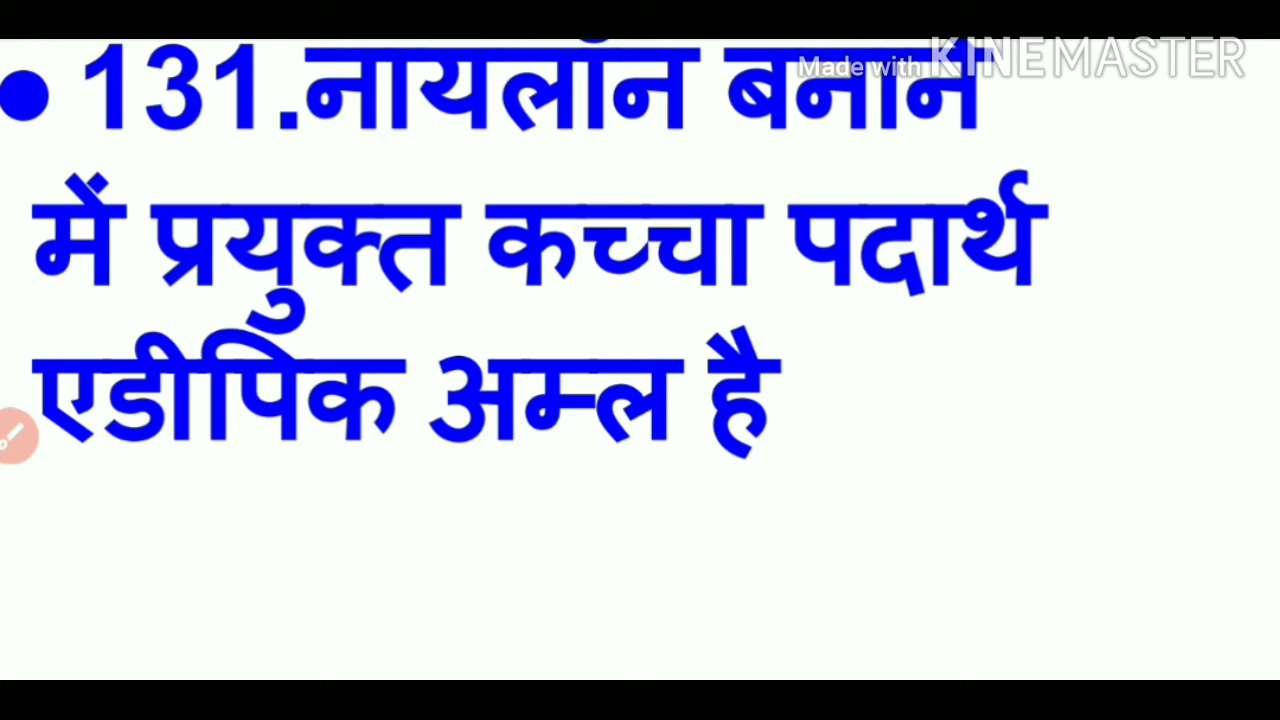 Made with KINEMASTER
• 131.नायलॉन बनाने
में प्रयुक्त कच्चा पदार्थ
एडीपिक अम्ल है